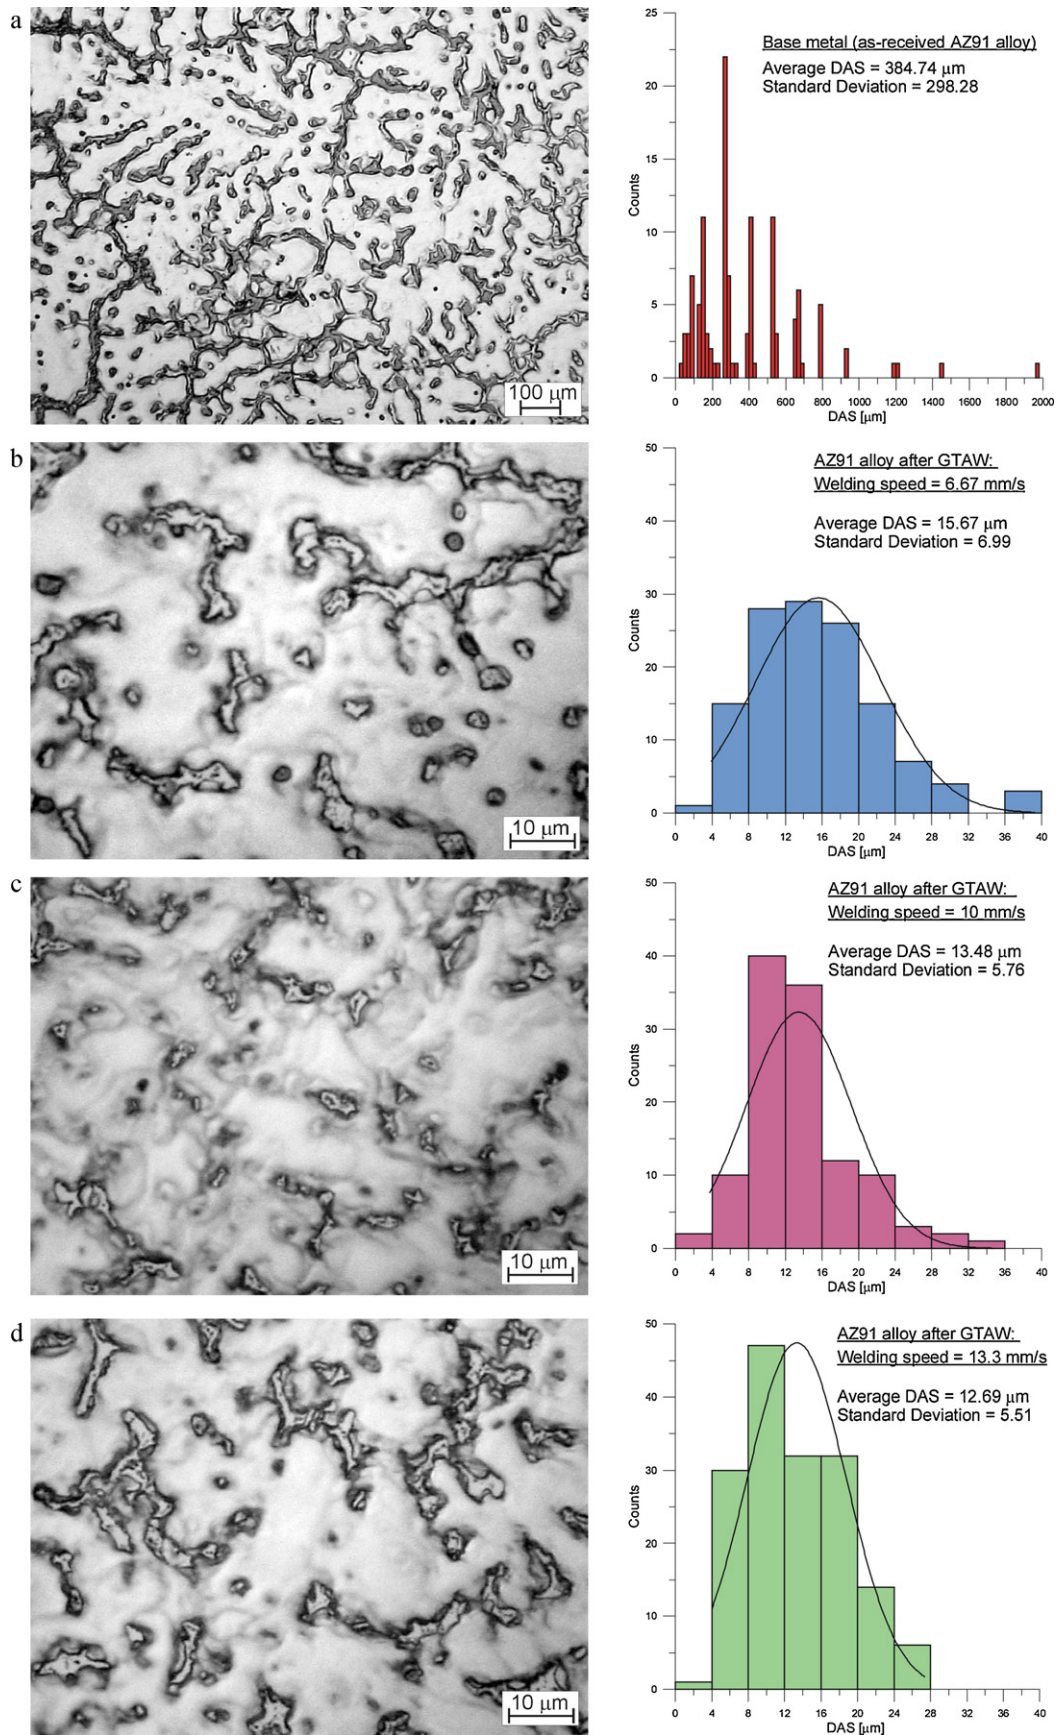 a
100 μm
25
20
15
10
5
0
Counts
0 200 400 600 800 1000 1200 1400 1600 1800 2000
DAS [μm]
Base metal (as-received AZ91 alloy)
Average DAS = 384.74 μm
Standard Deviation = 298.28
b
10 μm
50
40
30
20
10
0
Counts
0 4 8 12 16 20 24 28 32 36 40
DAS [μm]
AZ91 alloy after GTAW:
Welding speed = 6.67 mm/s
Average DAS = 15.67 μm
Standard Deviation = 6.99
c
10 μm
50
40
30
20
10
0
Counts
0 4 8 12 16 20 24 28 32 36 40
DAS [μm]
AZ91 alloy after GTAW:
Welding speed = 10 mm/s
Average DAS = 13.48 μm
Standard Deviation = 5.76
d
10 μm
50
40
30
20
10
0
Counts
0 4 8 12 16 20 24 28 32 36 40
DAS [μm]
AZ91 alloy after GTAW:
Welding speed = 13.3 mm/s
Average DAS = 12.69 μm
Standard Deviation = 5.51